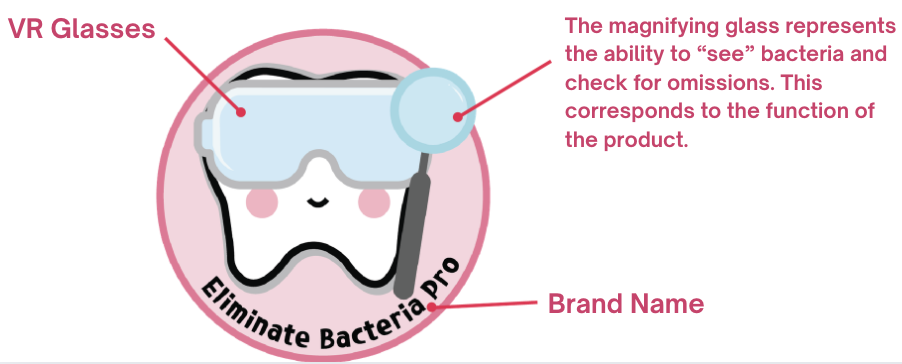 VR Glasses
The magnifying glass represents
the ability to “see” bacteria and
check for omissions. This
corresponds to the function of
the product.
Eliminate Bacteria Pro
Brand Name